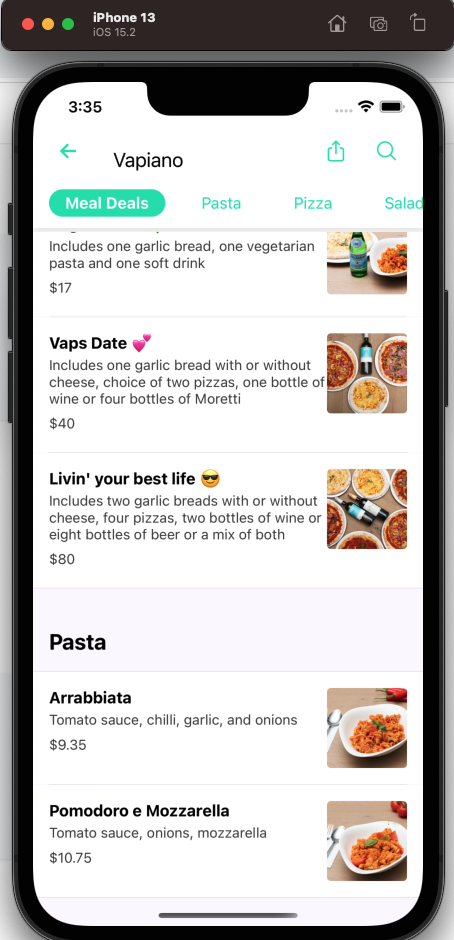 iPhone 13
iOS 15.2
3:35
Vapiano
Meal Deals Pasta Pizza Salad
Includes one garlic bread, one vegetarian
pasta and one soft drink
$17
Vaps Date 💕
Includes one garlic bread with or without
cheese, choice of two pizzas, one bottle of
wine or four bottles of Moretti
$40
Livin' your best life 😎
Includes two garlic breads with or without
cheese, four pizzas, two bottles of wine or
eight bottles of beer or a mix of both
$80
Pasta
Arrabbiata
Tomato sauce, chilli, garlic, and onions
$9.35
Pomodoro e Mozzarella
Tomato sauce, onions, mozzarella
$10.75